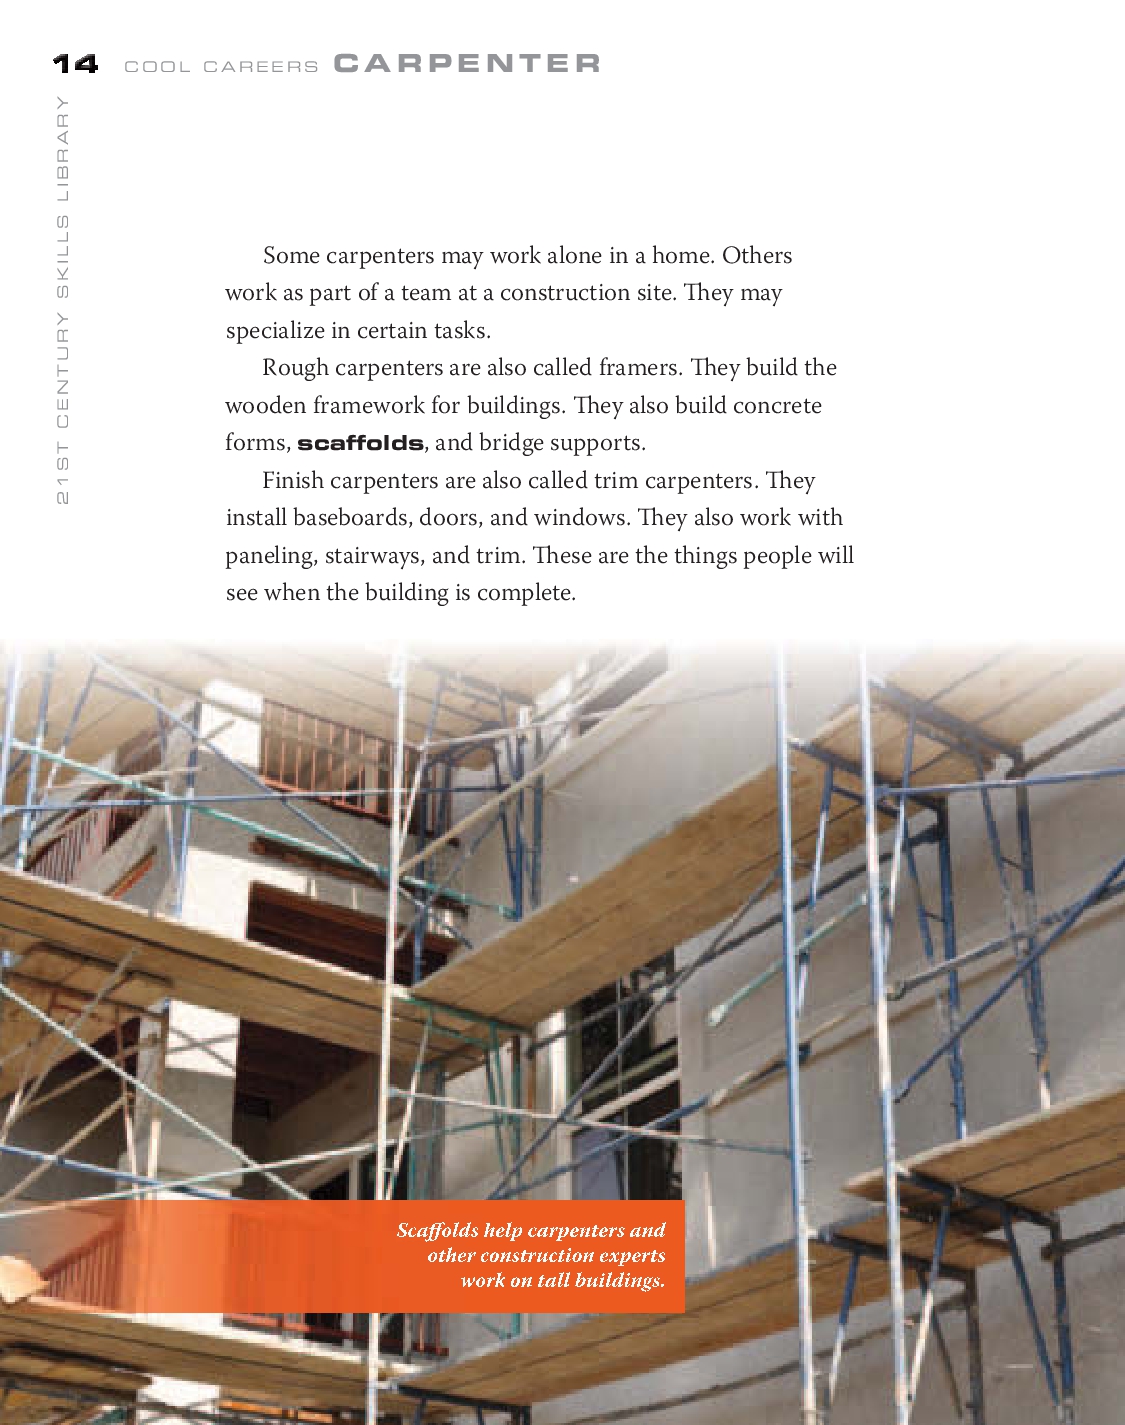 14 COOL CAREERS CARPENTER
21ST CENTURY SKILLS LIBRARY
Some carpenters may work alone in a home. Others
work as part of a team at a construction site. They may
specialize in certain tasks.
Rough carpenters are also called framers. They build the
wooden framework for buildings. They also build concrete
forms, scaffolds, and bridge supports.
Finish carpenters are also called trim carpenters. They
install baseboards, doors, and windows. They also work with
paneling, stairways, and trim. These are the things people will
see when the building is complete.
Scaffolds help carpenters and
other construction experts
work on tall buildings.